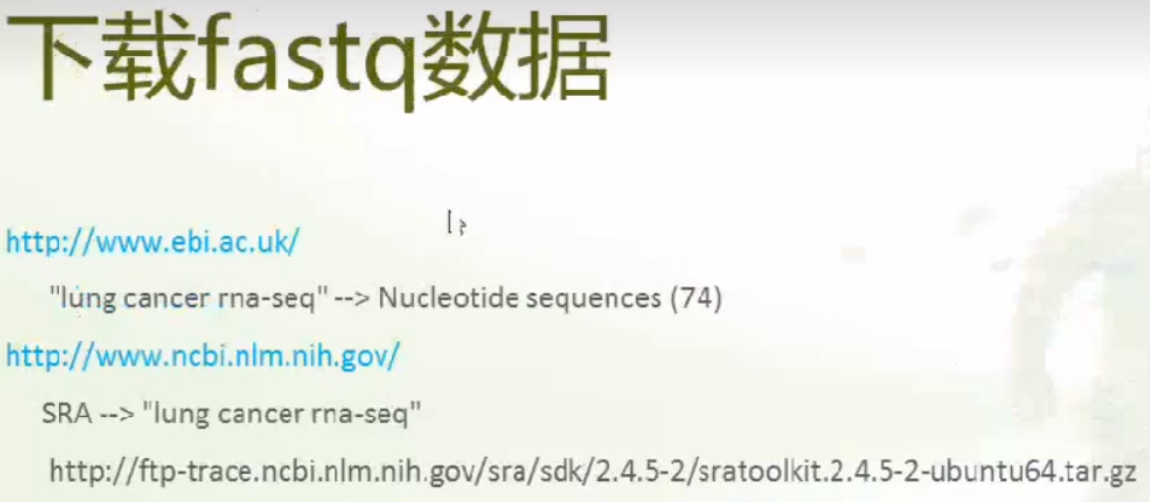 下载fastq数据
http://www.ebi.ac.uk/
"lung cancer rna-seq" --> Nucleotide sequences (74)
http://www.ncbi.nlm.nih.gov/
SRA --> "lung cancer rna-seq"
http://ftp-trace.ncbi.nlm.nih.gov/sra/sdk/2.4.5-2/sratoolkit.2.4.5-2-ubuntu64.tar.gz